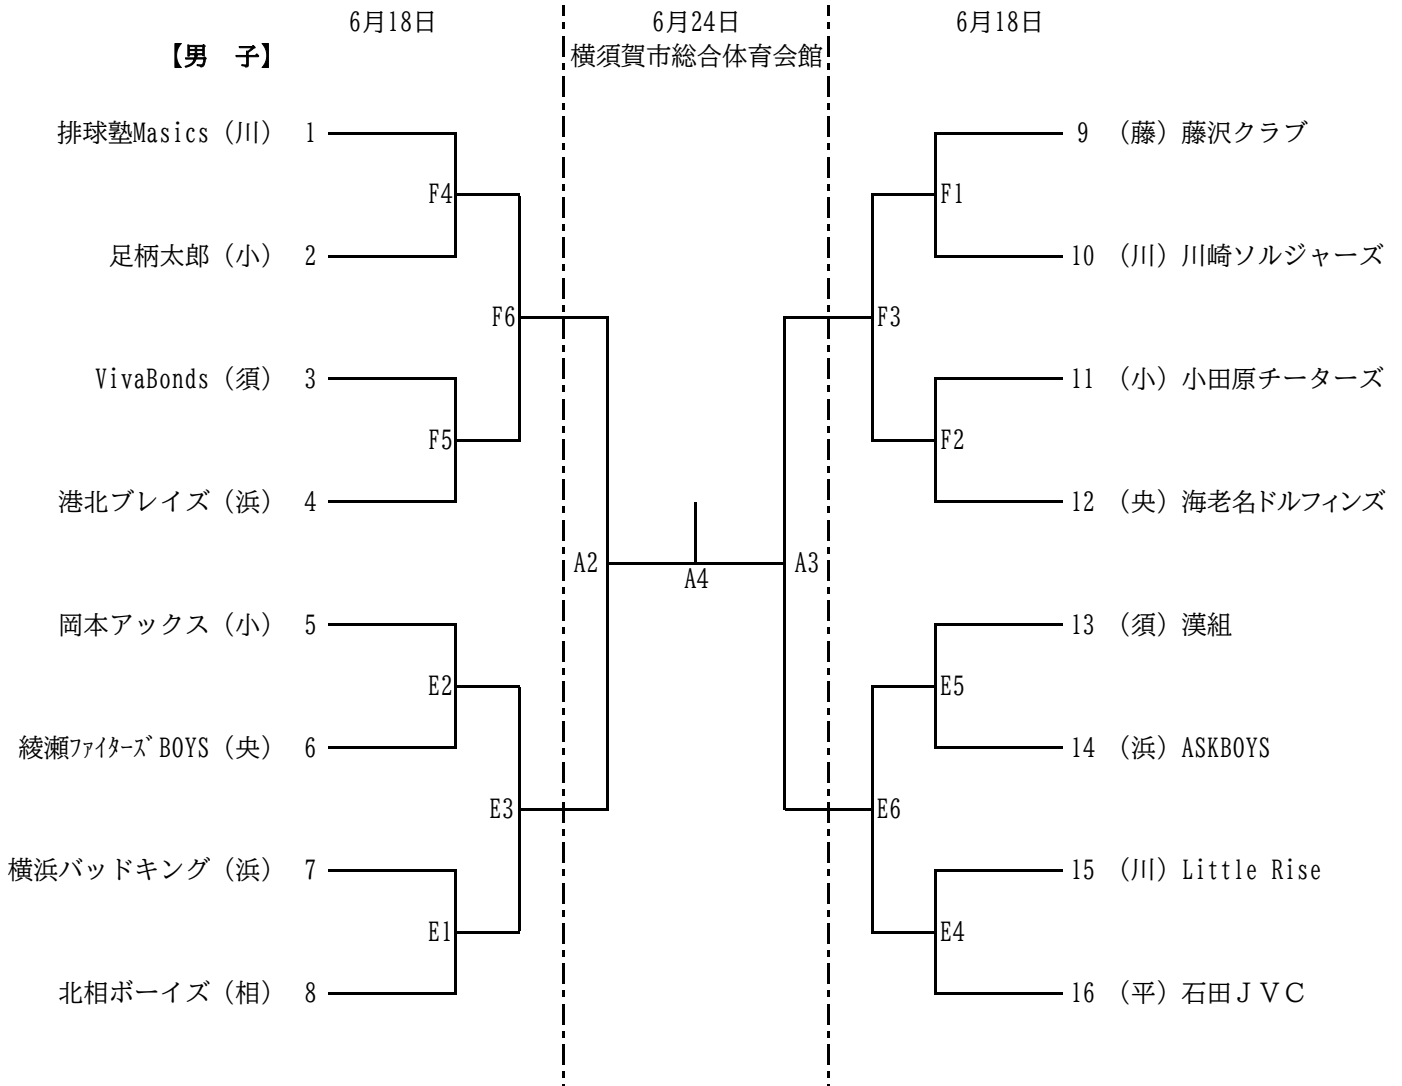 6月18日 6月24日 6月18日
【男　子】 横須賀市総合体育会館
排球塾Masics（川） 1 9 （藤）藤沢クラブ
F4 F1
足柄太郎（小） 2 10 （川）川崎ソルジャーズ
F6 F3
VivaBonds（須） 3 11 （小）小田原チーターズ
F5 F2
港北ブレイズ（浜） 4 12 （央）海老名ドルフィンズ
A2 A3
A4
岡本アックス（小） 5 13 （須）漢組
E2 E5
綾瀬ﾌｧｲﾀｰｽﾞBOYS（央） 6 14 （浜）ASKBOYS
E3 E6
横浜バッドキング（浜） 7 15 （川）Little Rise
E1 E4
北相ボーイズ（相） 8 16 （平）石田ＪＶＣ